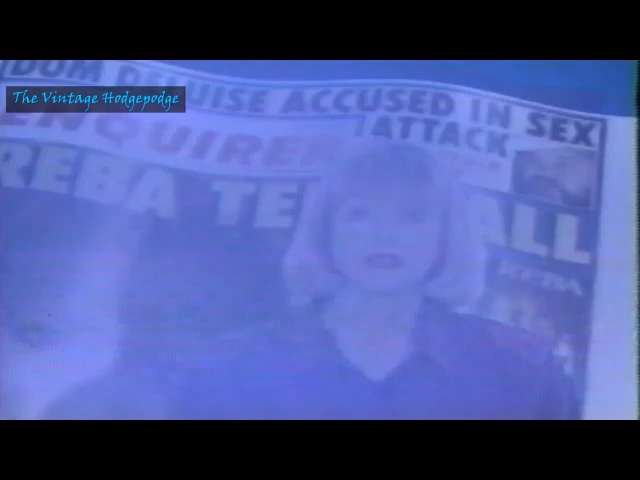 The Vintage Hodgepodge
DOM DELUISE ACCUSED IN SEX
ATTACK
ENQUIRER
REBA TE ALL
REBA